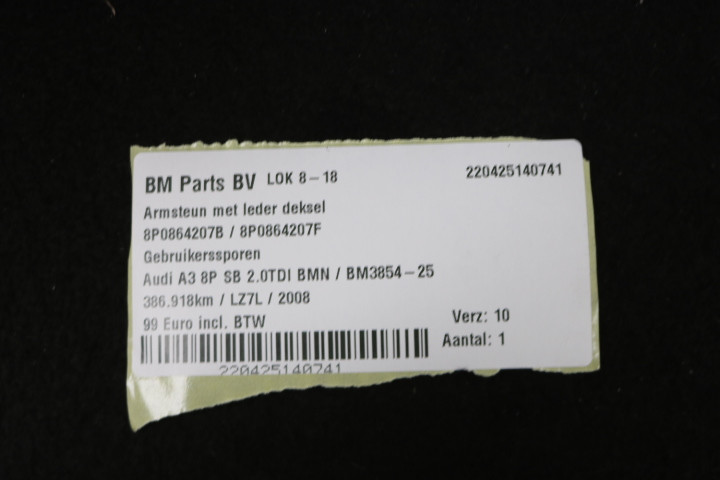 BM Parts BV LOK 8-18 220425140741
Armsteun met leder deksel
8P0864207B / 8P0864207F
Gebruikerssporen
Audi A3 8P SB 2.0TDI BMN / BM3854-25
386.918km / LZ7L / 2008
99 Euro incl. BTW Verz: 10
Aantal: 1
220425140741